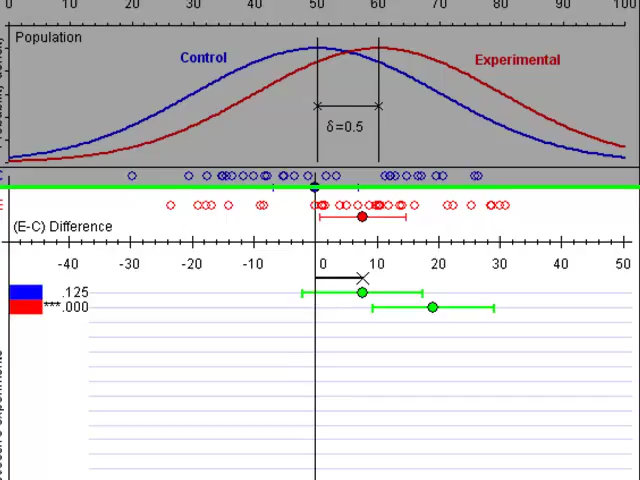 0 10 20 30 40 50 60 70 80 90 100
Population
Control
Experimental
δ=0.5
(E-C) Difference
-40 -30 -20 -10 0 10 20 30 40 50
.125
***.000